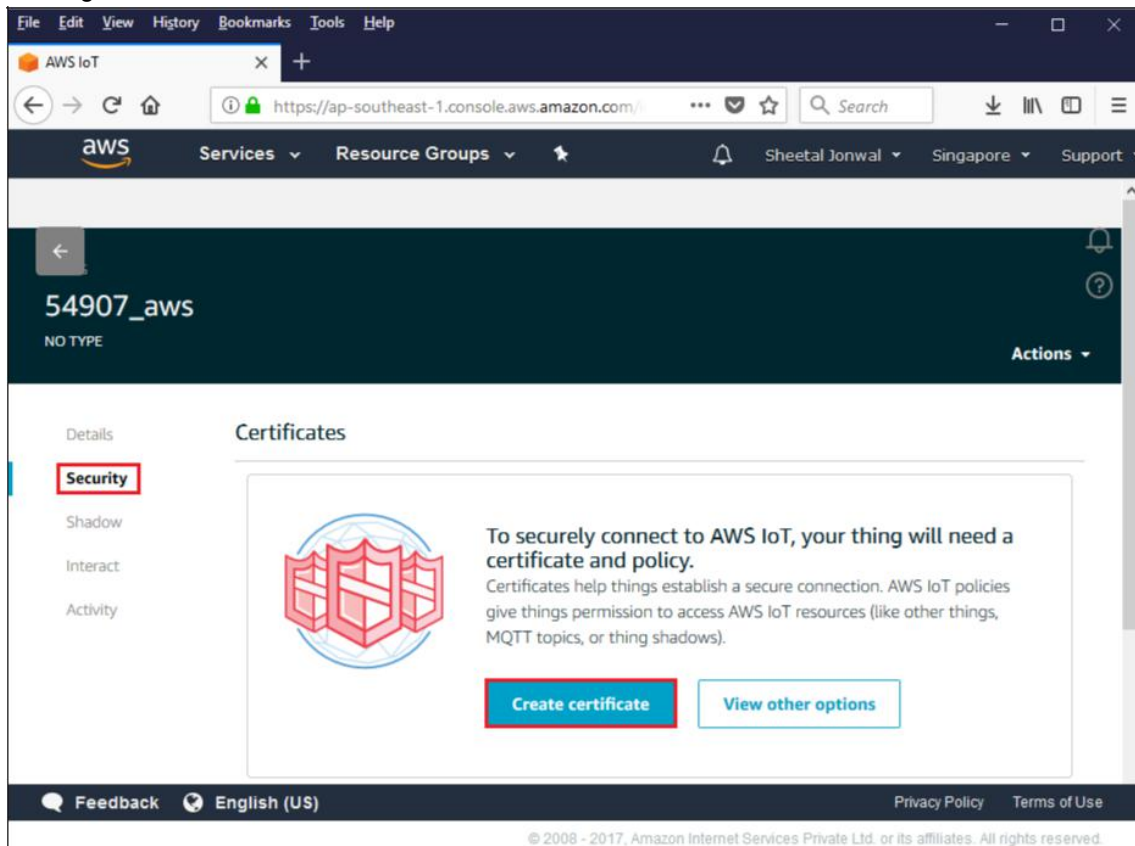 File Edit View History Bookmarks Tools Help
AWS IoT
https://ap-southeast-1.console.aws.amazon.com/
Search
aws Services Resource Groups Sheetal Jonwal Singapore Support
54907_aws
NO TYPE
Actions
Details
Certificates
Security
Shadow
Interact
Activity
To securely connect to AWS IoT, your thing will need a
certificate and policy.
Certificates help things establish a secure connection. AWS IoT policies
give things permission to access AWS IoT resources (like other things,
MQTT topics, or thing shadows).
Create certificate View other options
Feedback English (US) Privacy Policy Terms of Use
© 2008 - 2017, Amazon Internet Services Private Ltd. or its affiliates. All rights reserved.